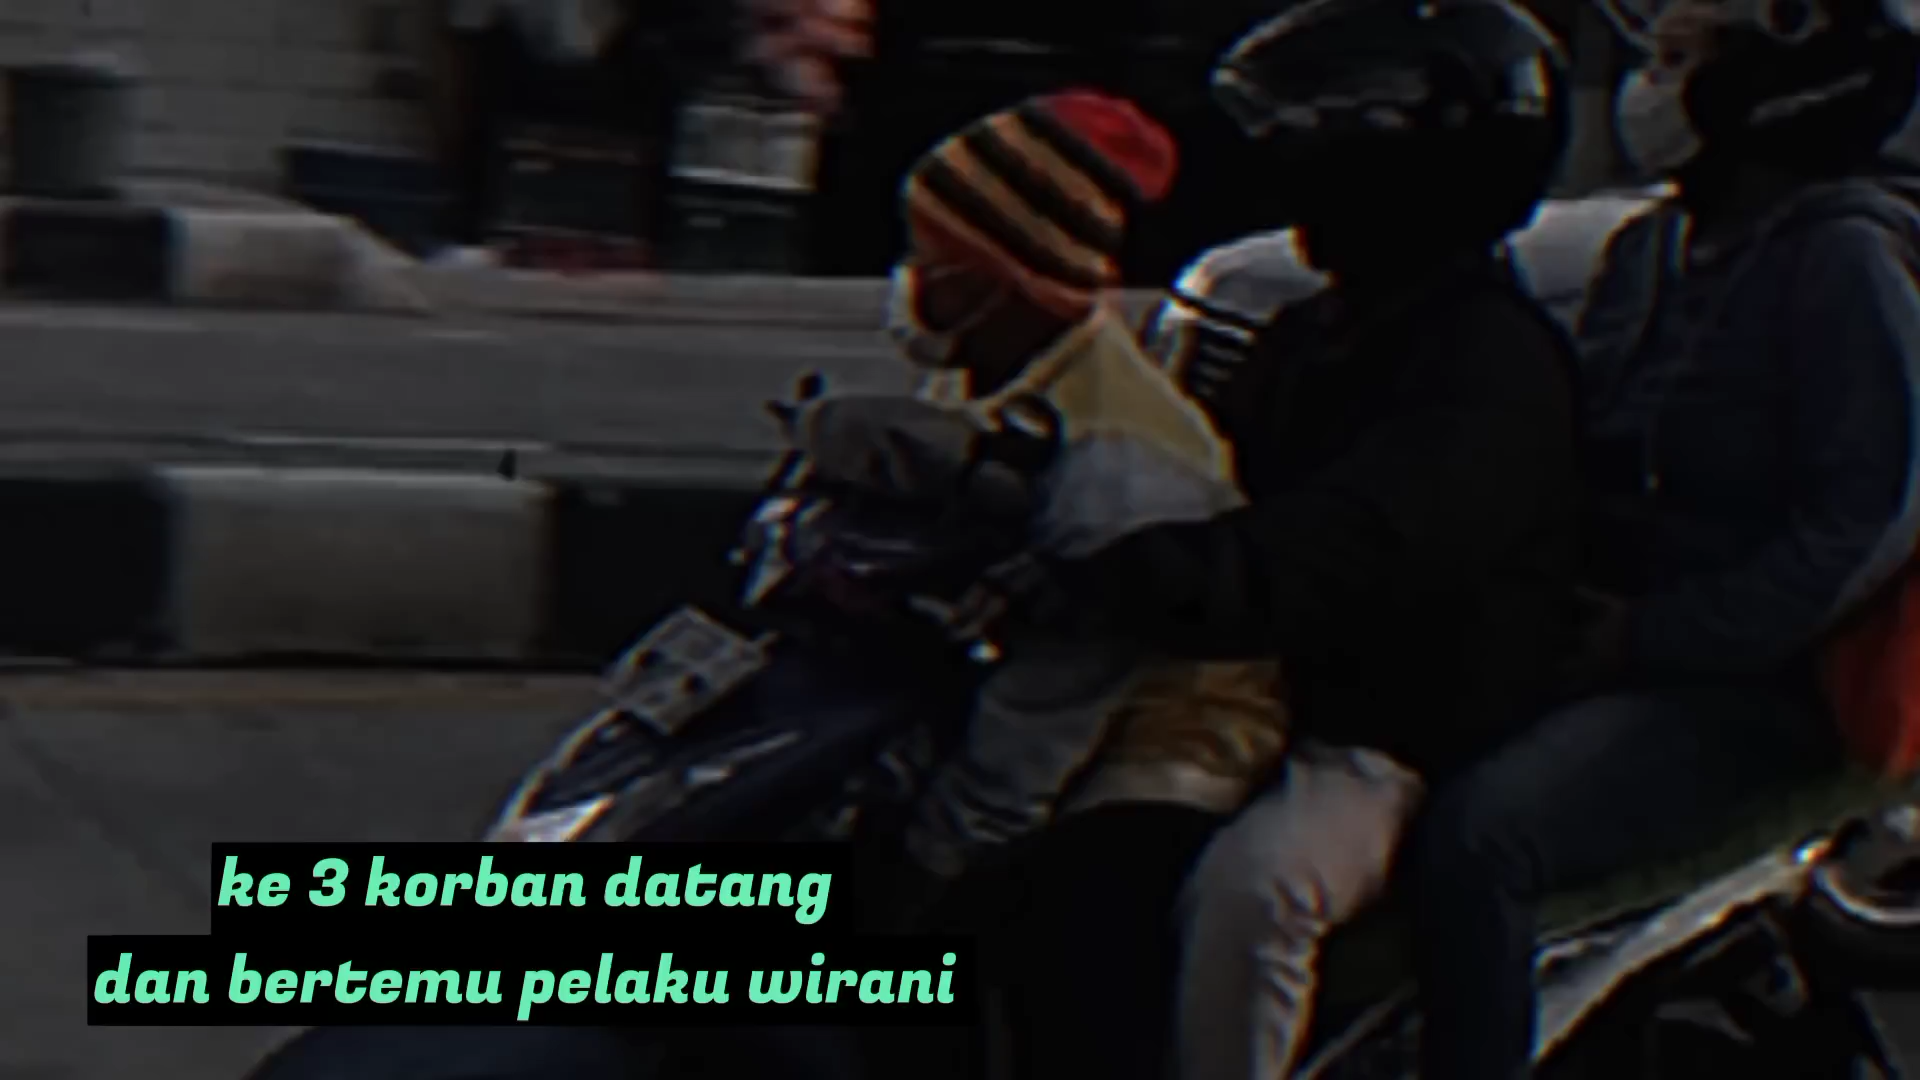 ke 3 korban datang
dan bertemu pelaku wirani